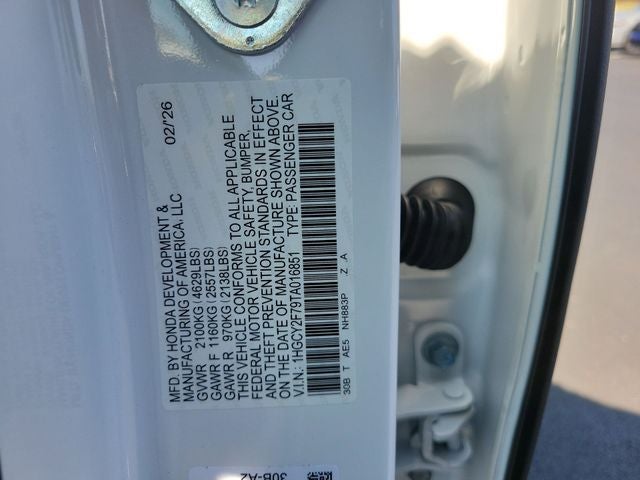 MFD. BY HONDA DEVELOPMENT & 02/'26
MANUFACTURING OF AMERICA, LLC
GVWR 2100KG(4629LBS)
GAWR F 1160KG(2557LBS)
GAWR R 970KG(2138LBS)
THIS VEHICLE CONFORMS TO ALL APPLICABLE
FEDERAL MOTOR VEHICLE SAFETY, BUMPER,
AND THEFT PREVENTION STANDARDS IN EFFECT
ON THE DATE OF MANUFACTURE SHOWN ABOVE.
V.I.N.: 1HGCY2F79TA016851 TYPE: PASSENGER CAR
30B T AE5 NH883P Z A
30B-A2